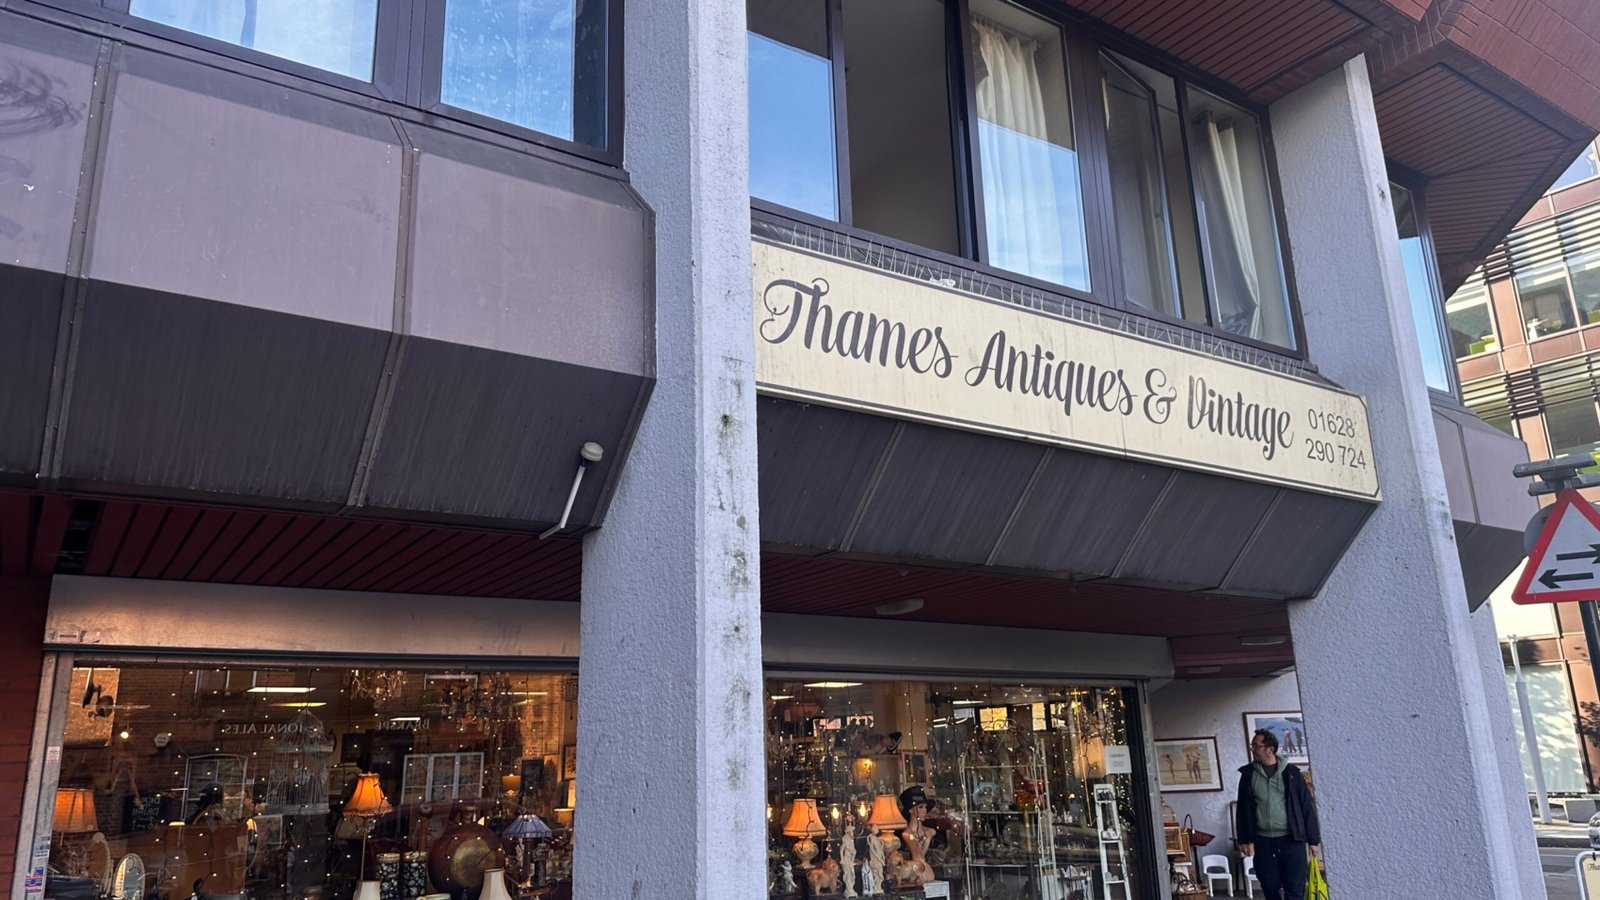 Thames Antiques & Vintage
01628
290 724